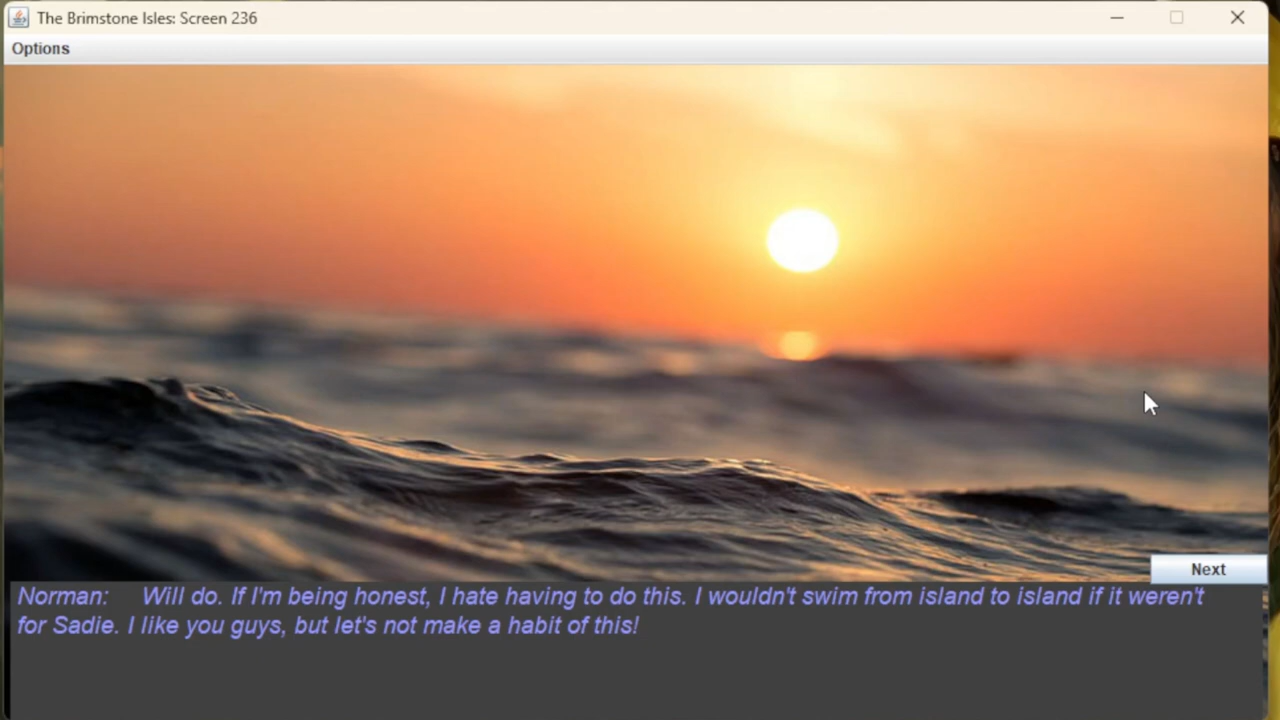 The Brimstone Isles: Screen 236
Options
Next
Norman: Will do. If I'm being honest, I hate having to do this. I wouldn't swim from island to island if it weren't
for Sadie. I like you guys, but let's not make a habit of this!